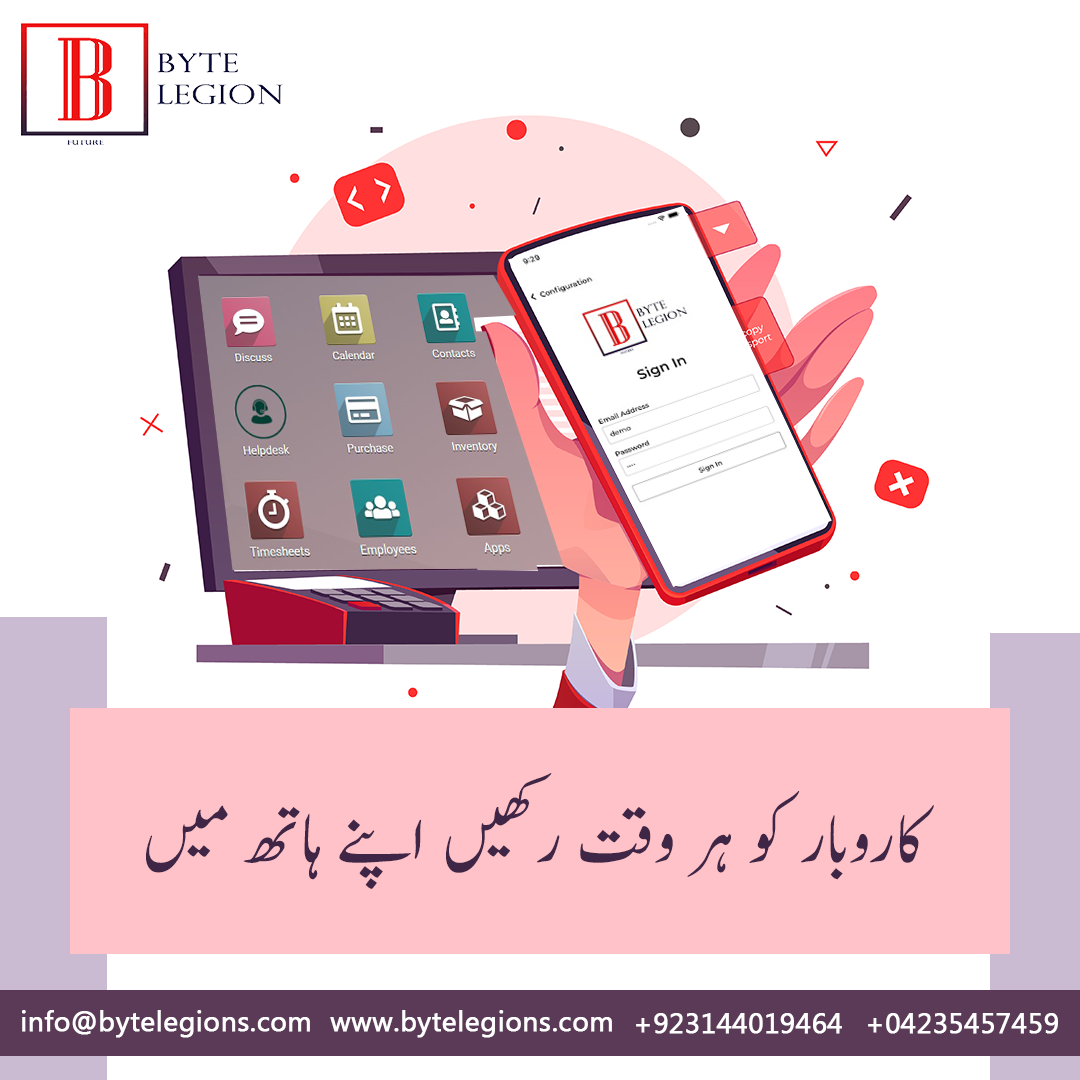 BYTE
LEGION
FUTURE
9:29
Configuration
BYTE
LEGION
Sign In
Email Address
demo
Password
Sign In
Discuss
Calendar
Contacts
Helpdesk
Purchase
Inventory
Timesheets
Employees
Apps
کاروبار کو ہر وقت رکھیں اپنے ہاتھ میں
info@bytelegions.com www.bytelegions.com +923144019464 +04235457459